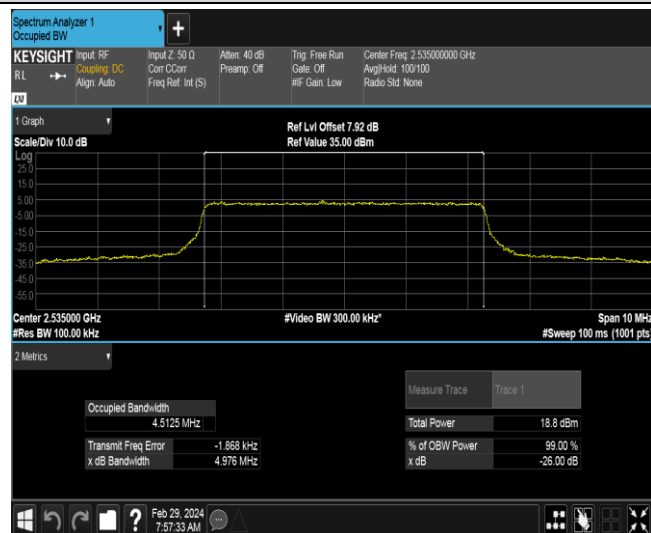 Spectrum Analyzer 1
Occupied BW
+
KEYSIGHT Input: RF Input Z: 50 Ω Atten: 40 dB Trig: Free Run Center Freq: 2.535000000 GHz
RL Coupling: DC Corr CCorr Preamp: Off Gate: Off Avg|Hold: 100/100
Align: Auto Freq Ref: Int (S) #IF Gain: Low Radio Std: None
LXI
1 Graph
Ref Lvl Offset 7.92 dB
Scale/Div 10.0 dB Ref Value 35.00 dBm
Log
25.0
15.0
5.00
-5.00
-15.0
-25.0
-35.0
-45.0
-55.0
Center 2.535000 GHz #Video BW 300.00 kHz* Span 10 MHz
#Res BW 100.00 kHz #Sweep 100 ms (1001 pts)
2 Metrics
Measure Trace Trace 1
Occupied Bandwidth
4.5125 MHz Total Power 18.8 dBm
Transmit Freq Error -1.868 kHz % of OBW Power 99.00 %
x dB Bandwidth 4.976 MHz x dB -26.00 dB
? Feb 29, 2024
7:57:33 AM